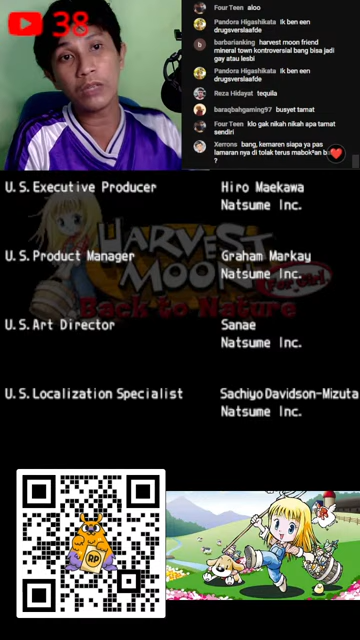 38
Four Teen aloo
Pandora Higashikata Ik ben een
drugsverslaafde
barbarianking harvest moon friend
mineral town kontroversial bang bisa jadi
gay atau lesbi
Pandora Higashikata Ik ben een
drugsverslaafde
Reza Hidayat tequila
baraqbahgaming97 busyet tamat
Four Teen klo gak nikah nikah apa tamat
sendiri
Xerrons bang, kemaren siapa ya pas
lamaran nya di tolak terus
?
U.S.Executive Producer Hiro Maekawa
Natsume Inc.
U.S.Product Manager Graham Markay
Natsume Inc.
HARVEST
MOON
For Girl
Back to Nature
U.S.Art Director Sanae
Natsume Inc.
U.S.Localization Specialist Sachiyo Davidson-Mizuta
Natsume Inc.
RP